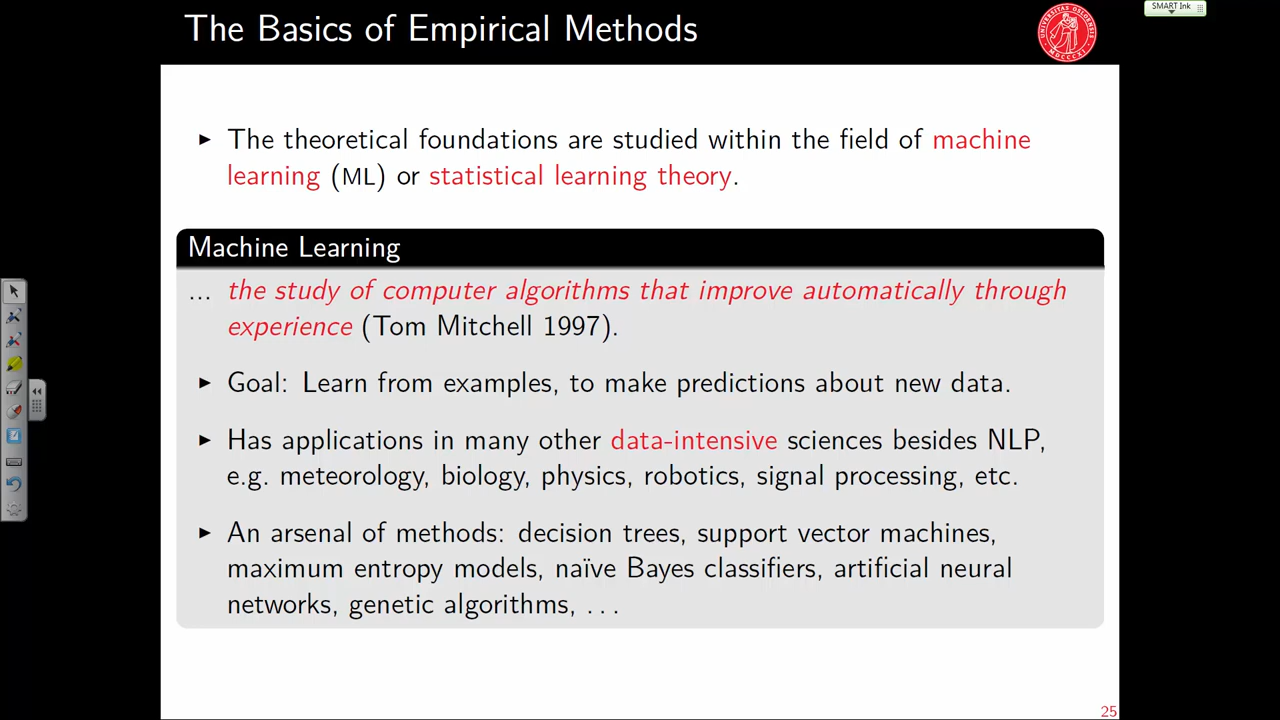 The Basics of Empirical Methods
UNIVERSITAS OSLOENSIS
MDCCCXI
SMART Ink
► The theoretical foundations are studied within the field of machine
learning (ML) or statistical learning theory.
Machine Learning
... the study of computer algorithms that improve automatically through
experience (Tom Mitchell 1997).
► Goal: Learn from examples, to make predictions about new data.
► Has applications in many other data-intensive sciences besides NLP,
e.g. meteorology, biology, physics, robotics, signal processing, etc.
► An arsenal of methods: decision trees, support vector machines,
maximum entropy models, naïve Bayes classifiers, artificial neural
networks, genetic algorithms, . . .
25